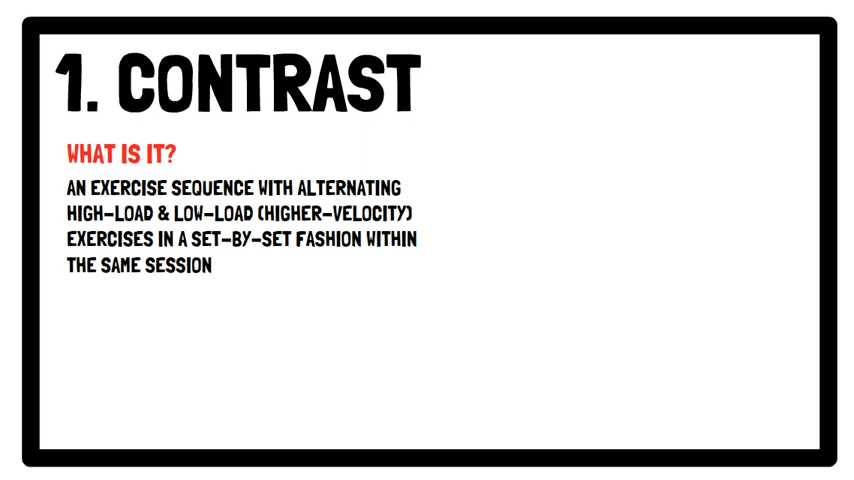 1. CONTRAST
WHAT IS IT?
AN EXERCISE SEQUENCE WITH ALTERNATING
HIGH-LOAD & LOW-LOAD (HIGHER-VELOCITY)
EXERCISES IN A SET-BY-SET FASHION WITHIN
THE SAME SESSION